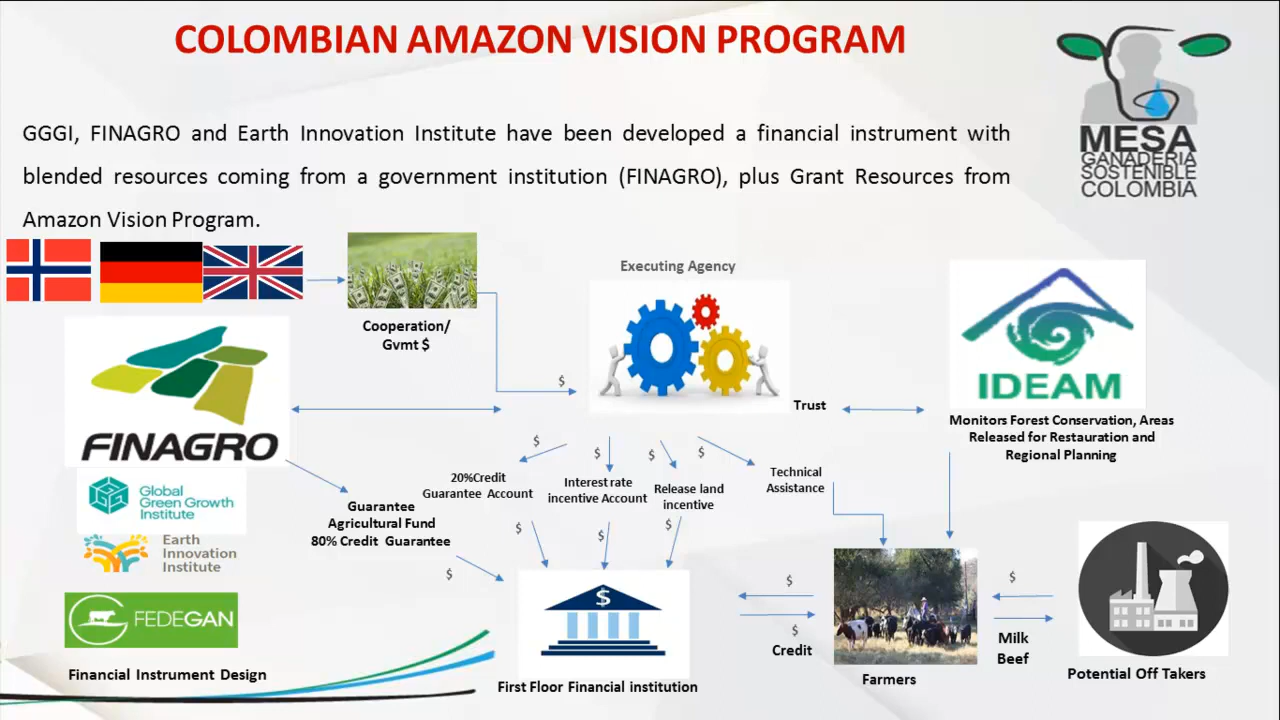 COLOMBIAN AMAZON VISION PROGRAM
MESA
GANADERIA
SOSTENIBLE
COLOMBIA
GGGI, FINAGRO and Earth Innovation Institute have been developed a financial instrument with
blended resources coming from a government institution (FINAGRO), plus Grant Resources from
Amazon Vision Program.
Cooperation/
Gvmt $
Executing Agency
$
Trust
IDEAM
Monitors Forest Conservation, Areas
Released for Restauration and
Regional Planning
FINAGRO
Global
Green Growth
Institute
Earth
Innovation
Institute
FEDEGAN
Financial Instrument Design
Guarantee
Agricultural Fund
80% Credit Guarantee
$
$
$
$
$
20%Credit
Guarantee Account
Interest rate
incentive Account
Release land
incentive
Technical
Assistance
$
$
$
$
First Floor Financial institution
$
$
Credit
Farmers
$
Milk
Beef
Potential Off Takers